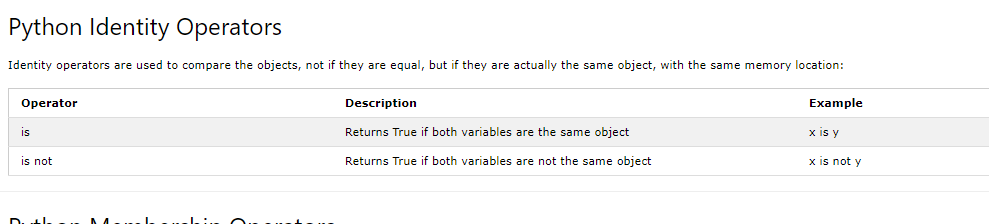 Python Identity Operators
Identity operators are used to compare the objects, not if they are equal, but if they are actually the same object, with the same memory location:
Operator Description Example
is Returns True if both variables are the same object x is y
is not Returns True if both variables are not the same object x is not y
Python Membership Operators